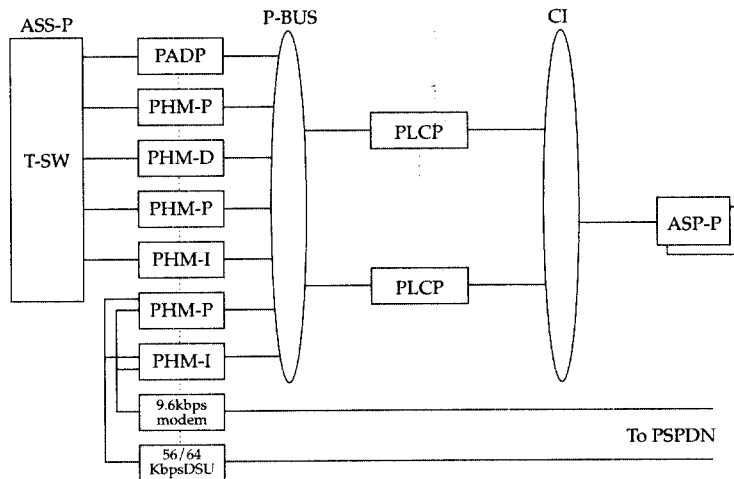 ASS-P
P-BUS
CI
T-SW
PADP
PHM-P
PHM-D
PHM-P
PHM-I
PHM-P
PHM-I
9.6kbps
modem
56/64
KbpsDSU
PLCP
PLCP
ASP-P
To PSPDN